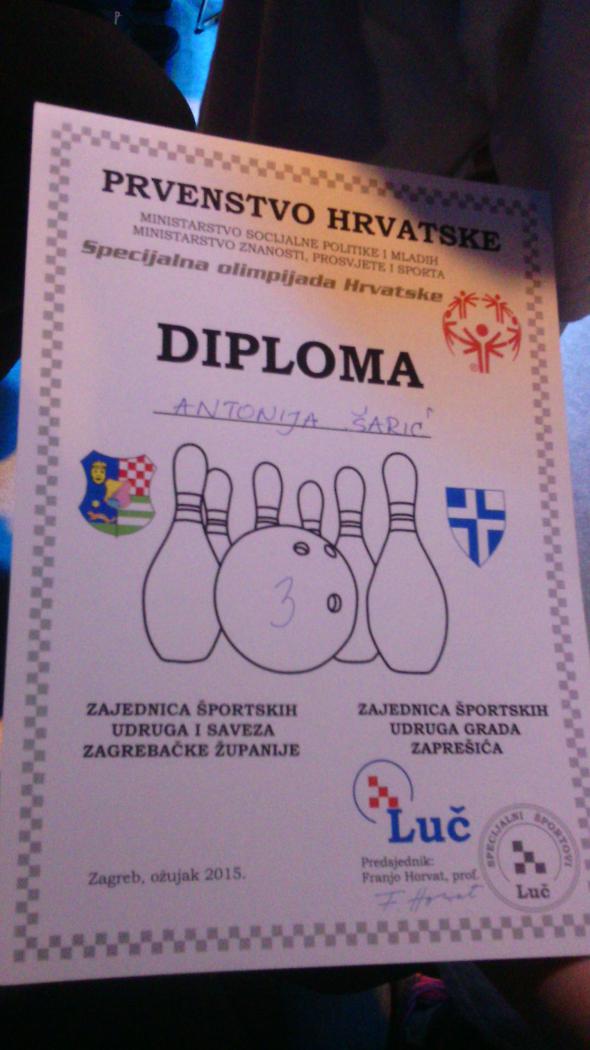 PRVENSTVO HRVATSKE
MINISTARSTVO SOCIJALNE POLITIKE I MLADIH
MINISTARSTVO ZNANOSTI, PROSVJETE I SPORTA
Specijalna olimpijada Hrvatske
®
DIPLOMA
ANTONIJA ŠARIĆ
3
ZAJEDNICA ŠPORTSKIH
UDRUGA I SAVEZA
ZAGREBAČKE ŽUPANIJE
ZAJEDNICA ŠPORTSKIH
UDRUGA GRADA
ZAPREŠIĆA
Luč
Zagreb, ožujak 2015.
Predsjednik:
Franjo Horvat, prof.
F. Horvat
SPECIJALNI ŠPORTOVI
Luč